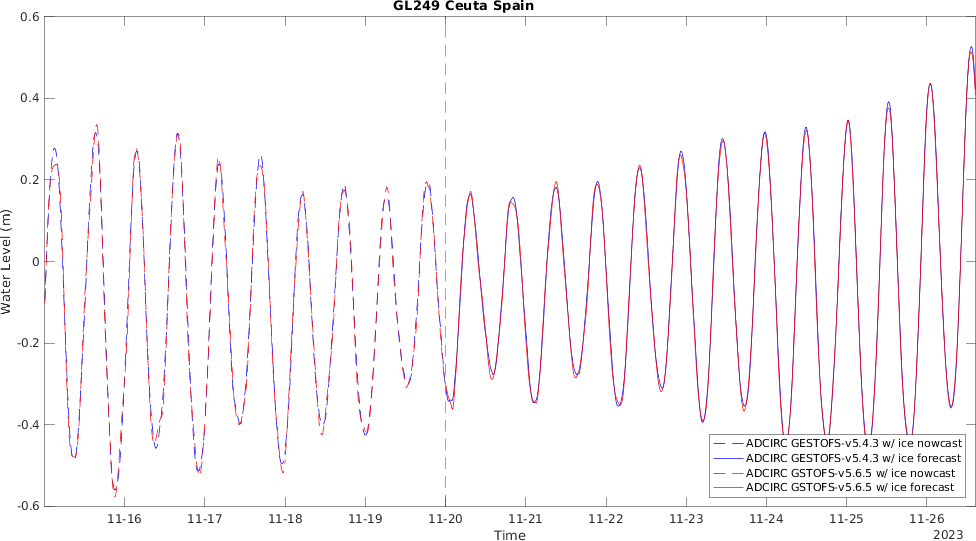 GL249 Ceuta Spain
0.6
0.4
0.2
0
-0.2
-0.4
-0.6
Water Level (m)
ADCIRC GESTOFS-v5.4.3 w/ ice nowcast
ADCIRC GESTOFS-v5.4.3 w/ ice forecast
ADCIRC GSTOFS-v5.6.5 w/ ice nowcast
ADCIRC GSTOFS-v5.6.5 w/ ice forecast
11-16 11-17 11-18 11-19 11-20 11-21 11-22 11-23 11-24 11-25 11-26
Time
2023